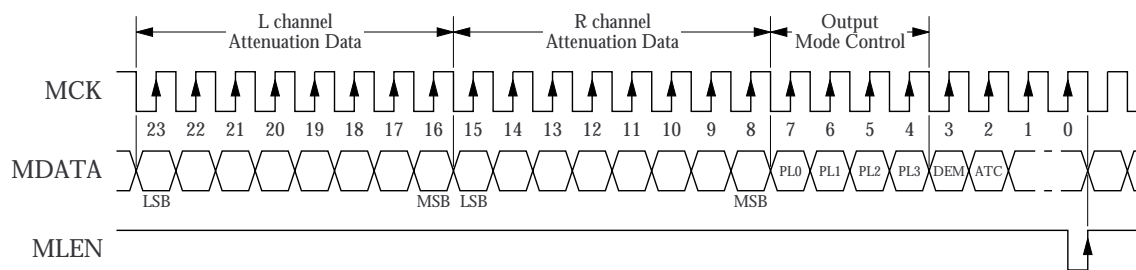 L channel
Attenuation Data
R channel
Attenuation Data
Output
Mode Control
MCK
23 22 21 20 19 18 17 16 15 14 13 12 11 10 9 8 7 6 5 4 3 2 1 0
MDATA
PL0 PL1 PL2 PL3 DEM ATC
LSB MSB LSB MSB
MLEN